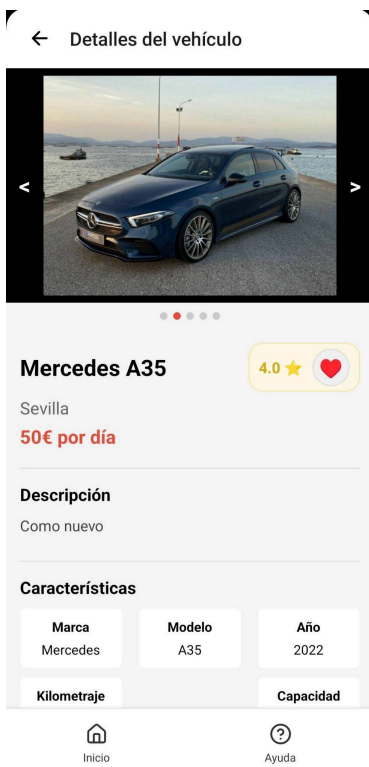 Detalles del vehículo
<
>
Mercedes A35
4.0
Sevilla
50€ por día
Descripción
Como nuevo
Características
Marca
Modelo
Año
Mercedes
A35
2022
Kilometraje
Capacidad
Inicio
Ayuda